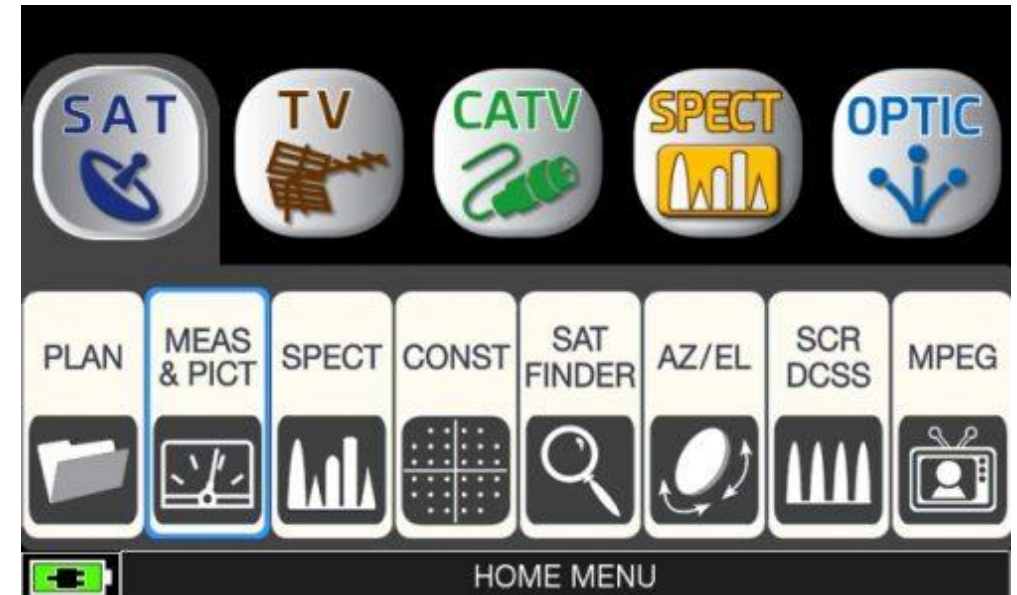 SAT
TV
CATV
SPECT
OPTIC
PLAN
MEAS
& PICT
SPECT
CONST
SAT
FINDER
AZ/EL
SCR
DCSS
MPEG
HOME MENU